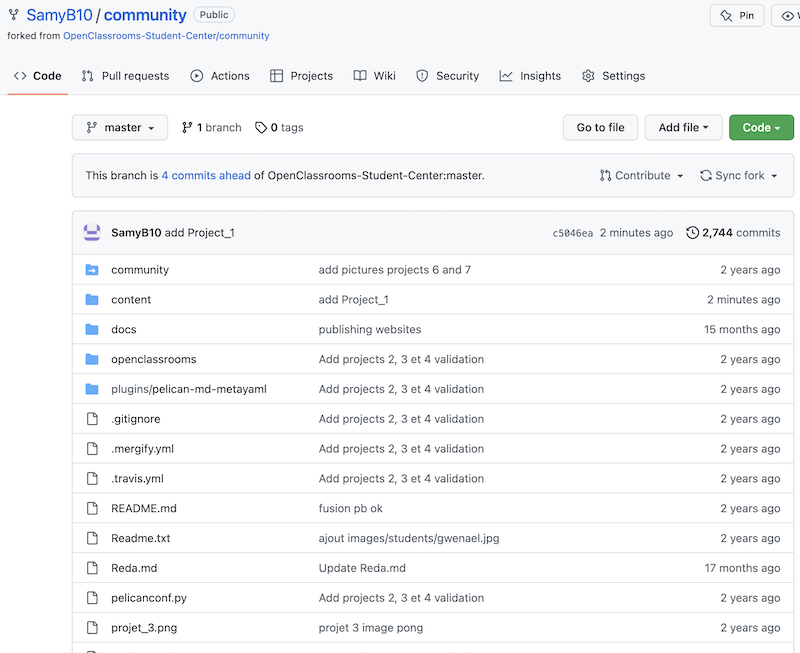 SamyB10 / community Public Pin
forked from OpenClassrooms-Student-Center/community
Code Pull requests Actions Projects Wiki Security Insights Settings
master 1 branch 0 tags Go to file Add file Code
This branch is 4 commits ahead of OpenClassrooms-Student-Center:master. Contribute Sync fork
SamyB10 add Project_1 c5046ea 2 minutes ago 2,744 commits
community add pictures projects 6 and 7 2 years ago
content add Project_1 2 minutes ago
docs publishing websites 15 months ago
openclassrooms Add projects 2, 3 et 4 validation 2 years ago
plugins/pelican-md-metayaml Add projects 2, 3 et 4 validation 2 years ago
.gitignore Add projects 2, 3 et 4 validation 2 years ago
.mergify.yml Add projects 2, 3 et 4 validation 2 years ago
.travis.yml Add projects 2, 3 et 4 validation 2 years ago
README.md fusion pb ok 2 years ago
Readme.txt ajout images/students/gwenael.jpg 2 years ago
Reda.md Update Reda.md 17 months ago
pelicanconf.py Add projects 2, 3 et 4 validation 2 years ago
projet_3.png projet 3 image pong 2 years ago